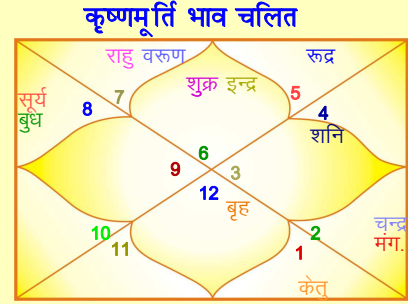 कृष्णमूर्ति भाव चलित
राहु वरूण रूद्र
शुक्र इन्द्र
सूर्य 7 5
बुध 8 4
शनि
6
9 3
12
बृह
चन्द्र
10 2 मंग.
11 1
केतु